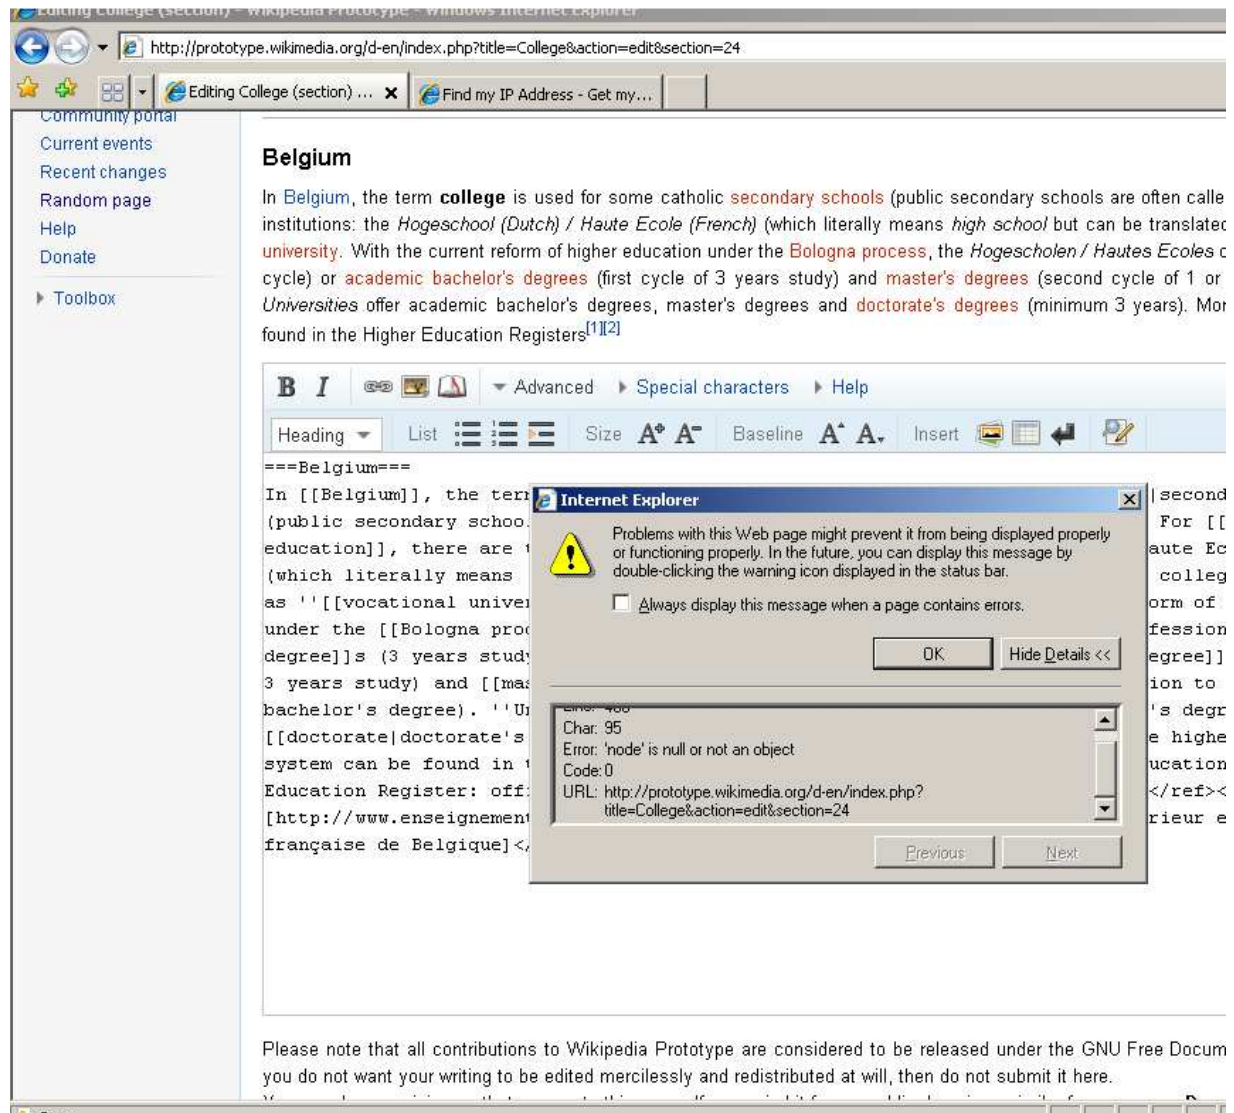 Editing College (section) - Wikipedia Prototype - Windows Internet Explorer
http://prototype.wikimedia.org/d-en/index.php?title=College&action=edit&section=24
Editing College (section) ...
Find my IP Address - Get my...
Community portal
Current events
Recent changes
Random page
Help
Donate
Toolbox
Belgium
In Belgium, the term college is used for some catholic secondary schools (public secondary schools are often calle
institutions: the Hogeschool (Dutch) / Haute Ecole (French) (which literally means high school but can be translated
university. With the current reform of higher education under the Bologna process, the Hogescholen / Hautes Ecoles
cycle) or academic bachelor's degrees (first cycle of 3 years study) and master's degrees (second cycle of 1 or
Universities offer academic bachelor's degrees, master's degrees and doctorate's degrees (minimum 3 years). Mor
found in the Higher Education Registers[1][2]
B I Advanced Special characters Help
Heading List Size A A Baseline A A Insert
===Belgium===
In [[Belgium]], the ter |second
(public secondary schoo For [[
education]], there are aute Ec
(which literally means colleg
as ''[[vocational univer orm of
under the [[Bologna pro fession
degree]]s (3 years study egree]]
3 years study) and [[mas ion to
bachelor's degree). ''U 's degr
[[doctorate|doctorate's e highe
system can be found in ucation
Education Register: off </ref><
[http://www.enseignement rieur e
française de Belgique]</
Internet Explorer
Problems with this Web page might prevent it from being displayed properly
or functioning properly. In the future, you can display this message by
double-clicking the warning icon displayed in the status bar.
Always display this message when a page contains errors.
OK
Hide Details <<
Char: 95
Error: 'node' is null or not an object
Code: 0
URL: http://prototype.wikimedia.org/d-en/index.php?
title=College&action=edit&section=24
Previous
Next
Please note that all contributions to Wikipedia Prototype are considered to be released under the GNU Free Docum
you do not want your writing to be edited mercilessly and redistributed at will, then do not submit it here.